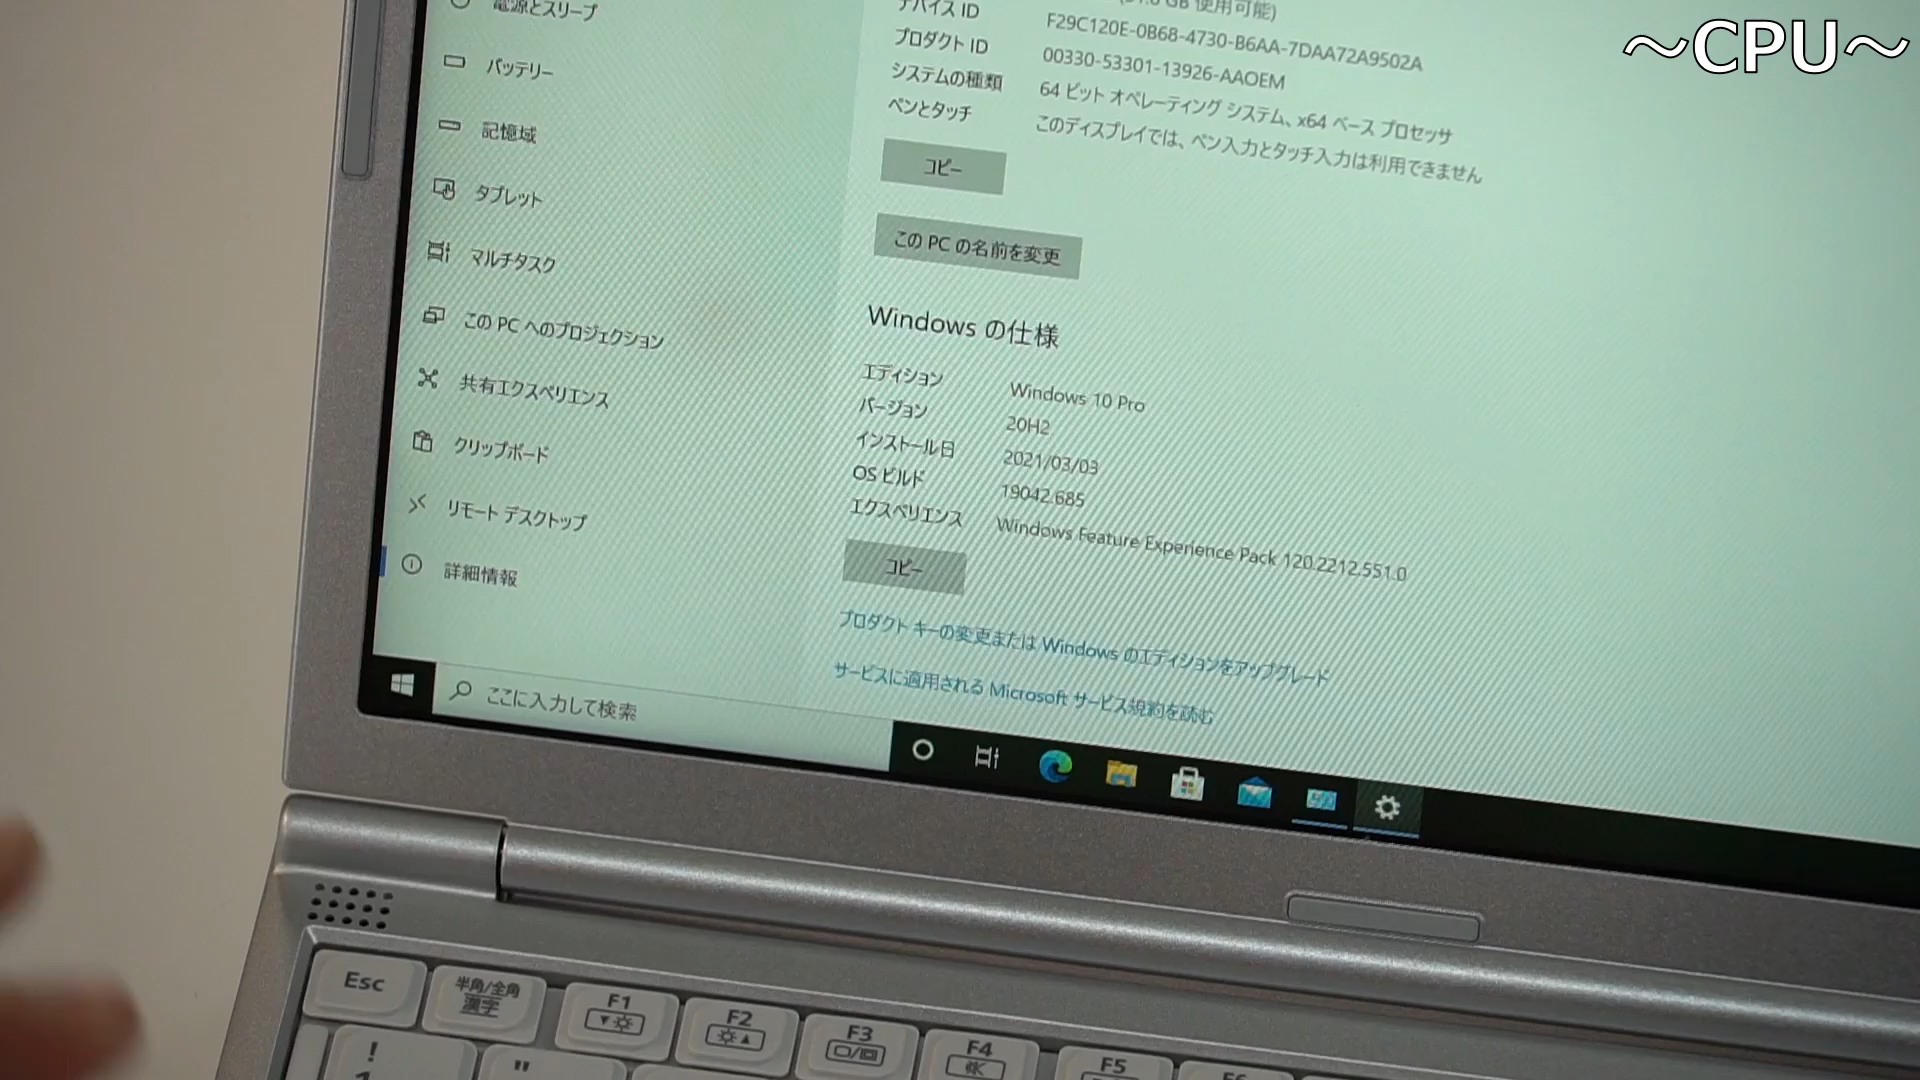 ～CPU～
電源とスリープ
バッテリー
記憶域
タブレット
マルチタスク
この PC へのプロジェクション
共有エクスペリエンス
クリップボード
リモート デスクトップ
詳細情報
GB 使用可能)
デバイス ID F29C120E-0B68-4730-B6AA-7DAA72A9502A
プロダクト ID 00330-53301-13926-AAOEM
システムの種類 64 ビット オペレーティング システム、x64 ベース プロセッサ
ペンとタッチ このディスプレイでは、ペン入力とタッチ入力は利用できません
コピー
この PC の名前を変更
Windows の仕様
エディション Windows 10 Pro
バージョン 20H2
インストール日 2021/03/03
OS ビルド 19042.685
エクスペリエンス Windows Feature Experience Pack 120.2212.551.0
コピー
プロダクト キーの変更または Windows のエディションをアップグレード
サービスに適用される Microsoft サービス規約を読む
ここに入力して検索
Esc
半角/全角
漢字
F1
F2
F3
F4
F5
F6
!
"